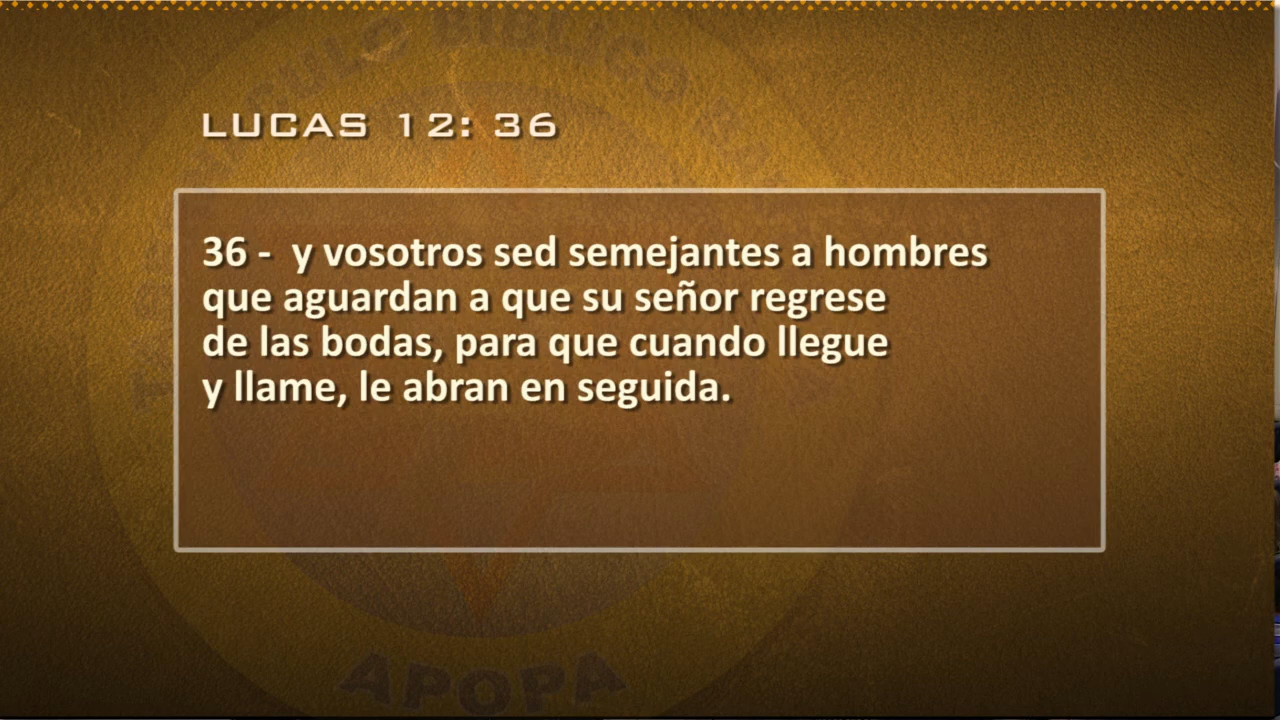 LUCAS 12: 36
36 - y vosotros sed semejantes a hombres
que aguardan a que su señor regrese
de las bodas, para que cuando llegue
y llame, le abran en seguida.
APOPA